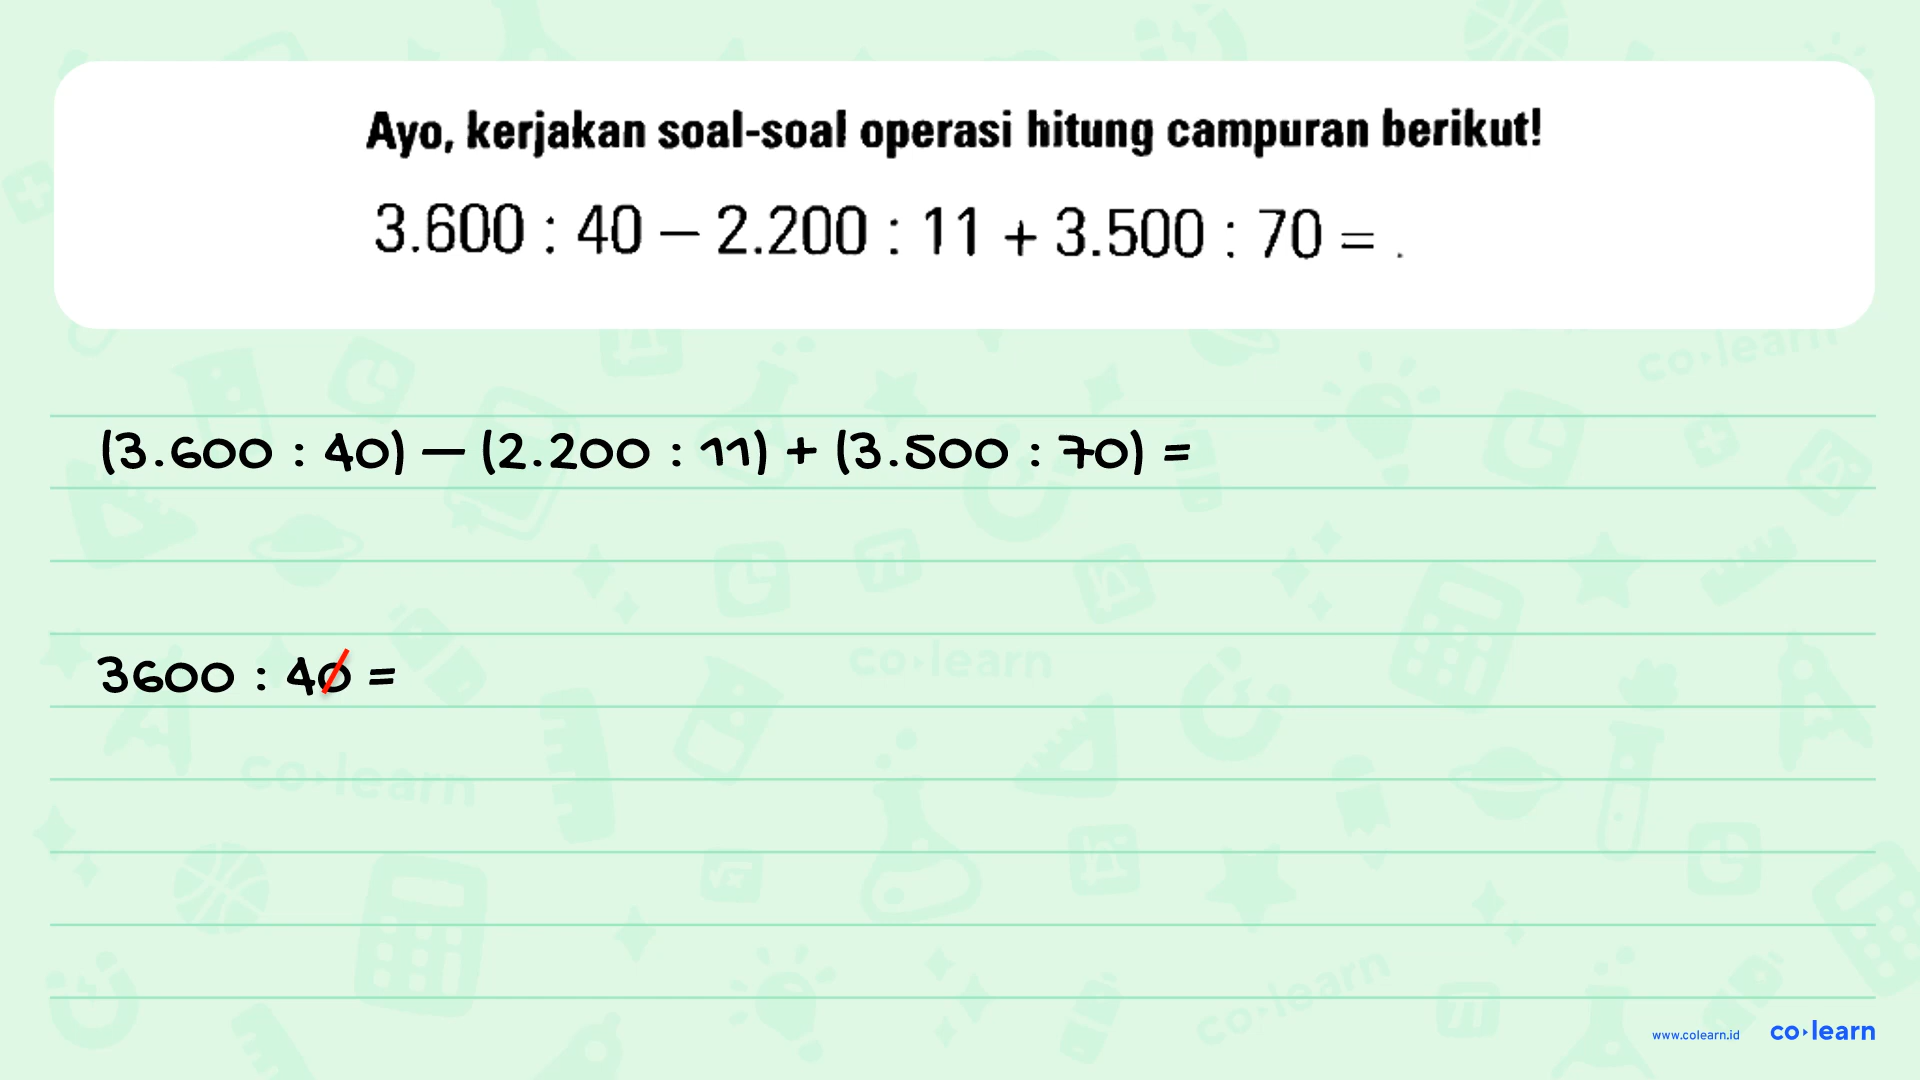 Ayo, kerjakan soal-soal operasi hitung campuran berikut!
3.600 : 40 – 2.200 : 11 + 3.500 : 70 = .
(3.600 : 40) – (2.200 : 11) + (3.500 : 70) =
3600 : 40 =
www.colearn.id co learn